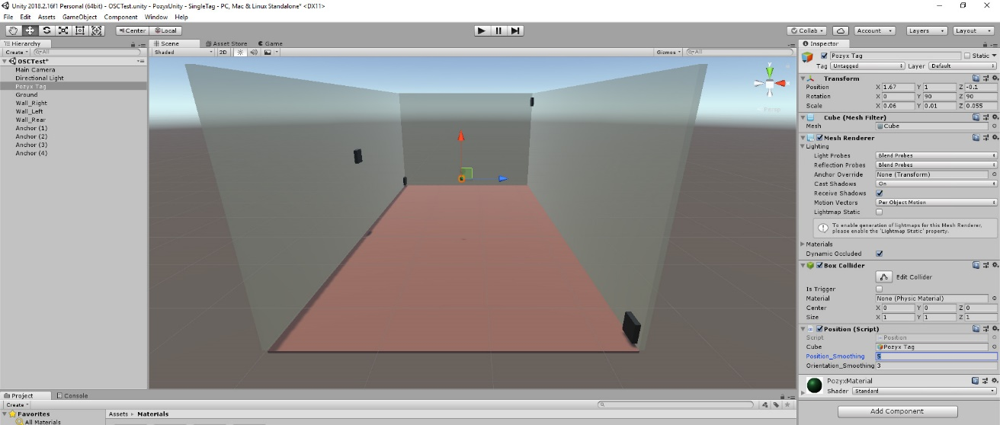 Unity 2018.2.16f1 Personal (64bit) - OSCTest.unity - PozyxUnity - SingleTag - PC, Mac & Linux Standalone* <DX11>
File Edit Assets GameObject Component Window Help
Center Local Collab Account Layers Layout
Hierarchy
Create All
OSCTest*
Main Camera
Directional Light
Pozyx Tag
Ground
Wall_Right
Wall_Left
Wall_Rear
Anchor (1)
Anchor (2)
Anchor (3)
Anchor (4)
Scene Asset Store Game
Shaded 2D Gizmos All
y
Persp
Inspector
Pozyx Tag Static
Tag Untagged Layer Default
Transform
Position X 1.67 Y 1 Z -0.1
Rotation X 0 Y 90 Z 90
Scale X 0.06 Y 0.01 Z 0.055
Cube (Mesh Filter)
Mesh Cube
Mesh Renderer
Lighting
Light Probes Blend Probes
Reflection Probes Blend Probes
Anchor Override None (Transform)
Cast Shadows On
Receive Shadows
Motion Vectors Per Object Motion
Lightmap Static
To enable generation of lightmaps for this Mesh Renderer,
please enable the 'Lightmap Static' property.
Materials
Dynamic Occluded
Box Collider
Edit Collider
Is Trigger
Material None (Physic Material)
Center X 0 Y 0 Z 0
Size X 1 Y 1 Z 1
Position (Script)
Script Position
Cube Pozyx Tag
Position_Smoothing 5
Orientation_Smoothing 3
PozyxMaterial
Shader Standard
Add Component
Project Console
Create
Favorites
All Materials
Assets Materials